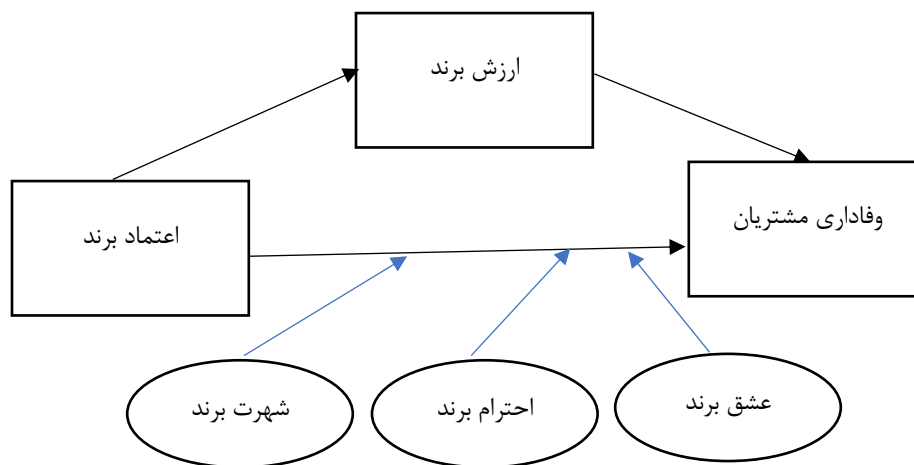 ارزش برند
اعتماد برند
وفاداری مشتریان
عشق برند
احترام برند
شهرت برند